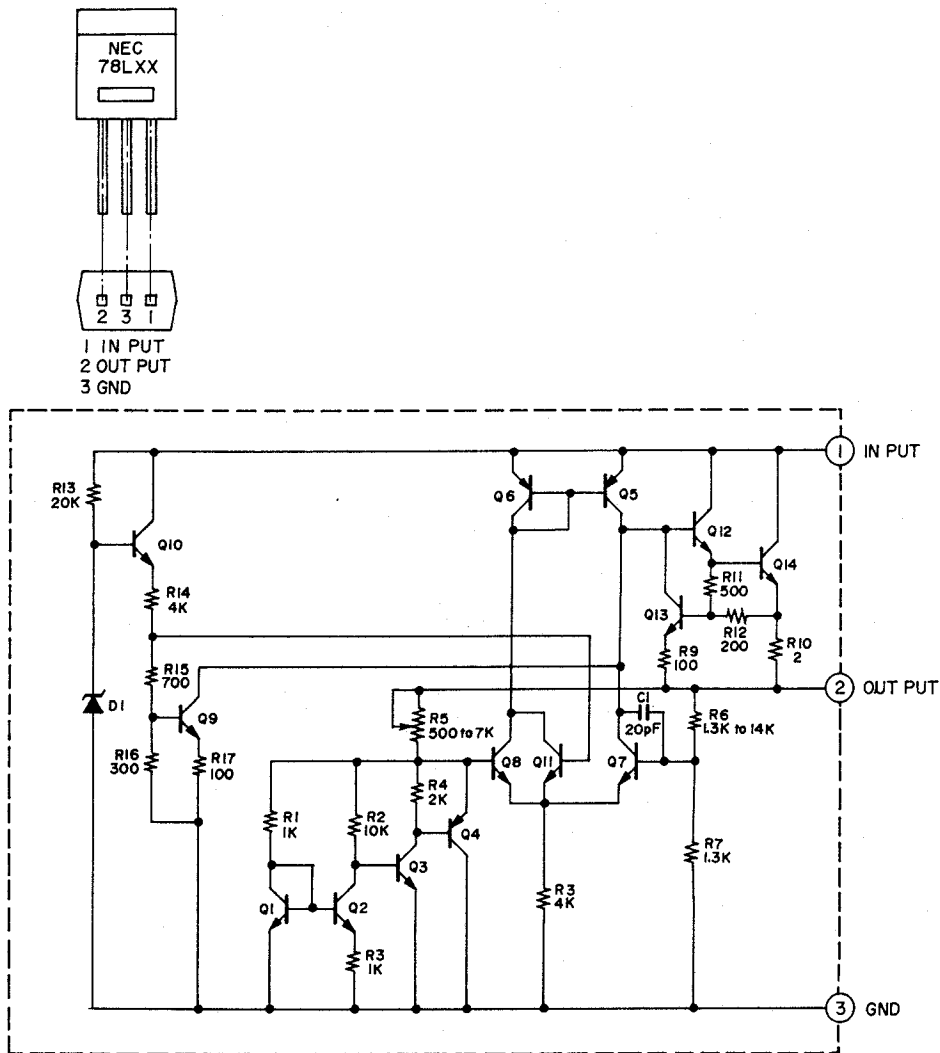 NEC
78LXX
2 3 1
1 IN PUT
2 OUT PUT
3 GND
1 IN PUT
R13
20K
Q10
Q6
Q5
Q12
Q14
R14
4K
R11
500
Q13
R12
200
R9
100
R10
2
2 OUT PUT
R15
700
D1
Q9
R16
300
R17
100
R5
500 to 7K
C1
20pF
R6
1.3K to 14K
Q8
Q11
Q7
R4
2K
R1
1K
R2
10K
Q4
Q3
R7
1.3K
Q1
Q2
R3
4K
R3
1K
3 GND